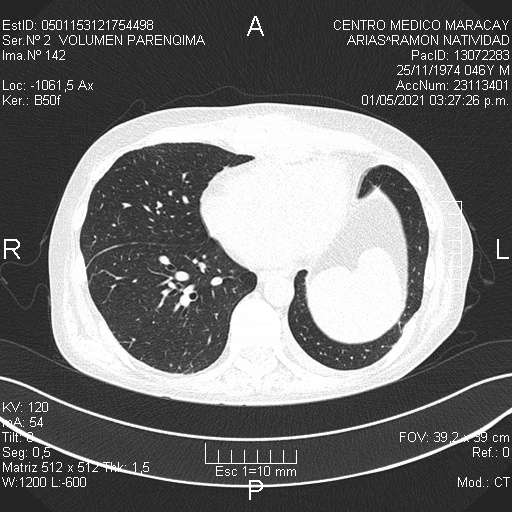 EstID: 0501153121754498
Ser.Nº 2 VOLUMEN PARENQIMA
Ima.Nº 142
Loc: -1061,5 Ax
Ker.: B50f
A
CENTRO MEDICO MARACAY
ARIAS^RAMON NATIVIDAD
PacID: 13072283
25/11/1974 046Y M
AccNum: 23113401
01/05/2021 03:27:26 p.m.
R
L
KV: 120
mA: 54
Tilt: 0
Seg: 0,5
Matriz 512 x 512 Thk: 1,5
W:1200 L:-600
Esc 1=10 mm
P
FOV: 39,2 x 39 cm
Ref.: 0
Mod.: CT